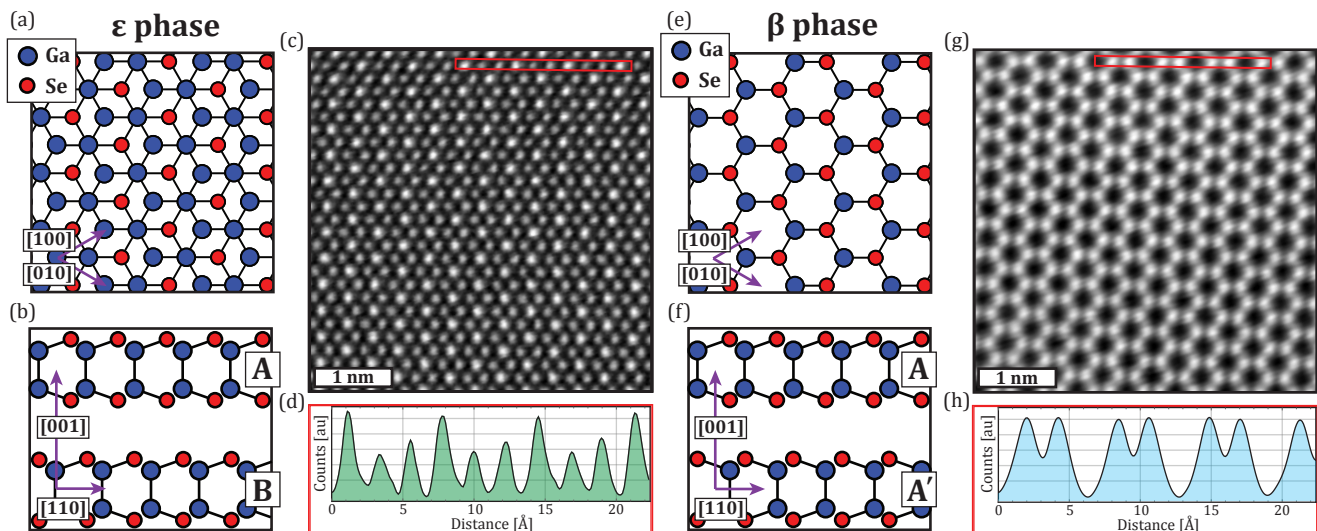 (a)
ε phase
Ga
Se
[100]
[010]
(b)
A
[001]
B
[110]
(c)
1 nm
(d)
Counts [au]
0 5 10 15 20
Distance [Å]
(e)
β phase
Ga
Se
[100]
[010]
(f)
A
[001]
A′
[110]
(g)
1 nm
(h)
Counts [au]
0 5 10 15 20
Distance [Å]